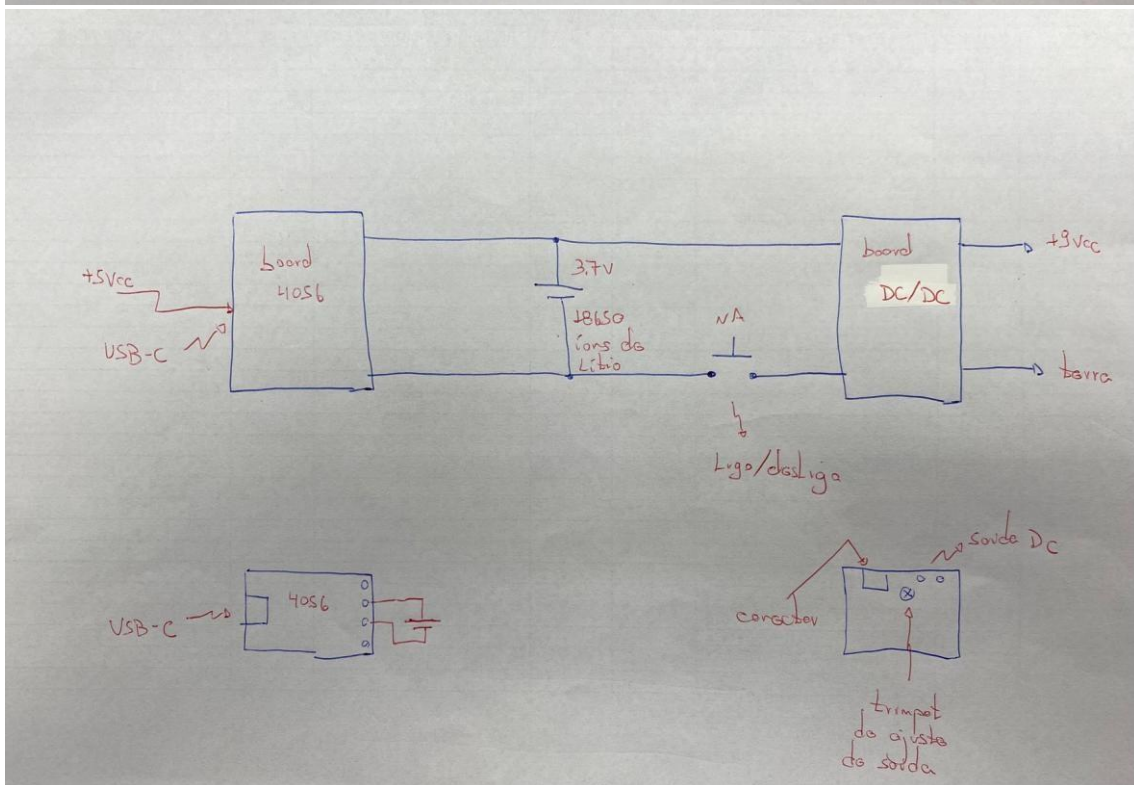 board
4056
+5Vcc
USB-C
3.7V
18650
íons de
Lítio
NA
Liga/desliga
board
DC/DC
+9Vcc
terra
4056
USB-C
saída DC
conector
trimpot
de ajuste
de saída